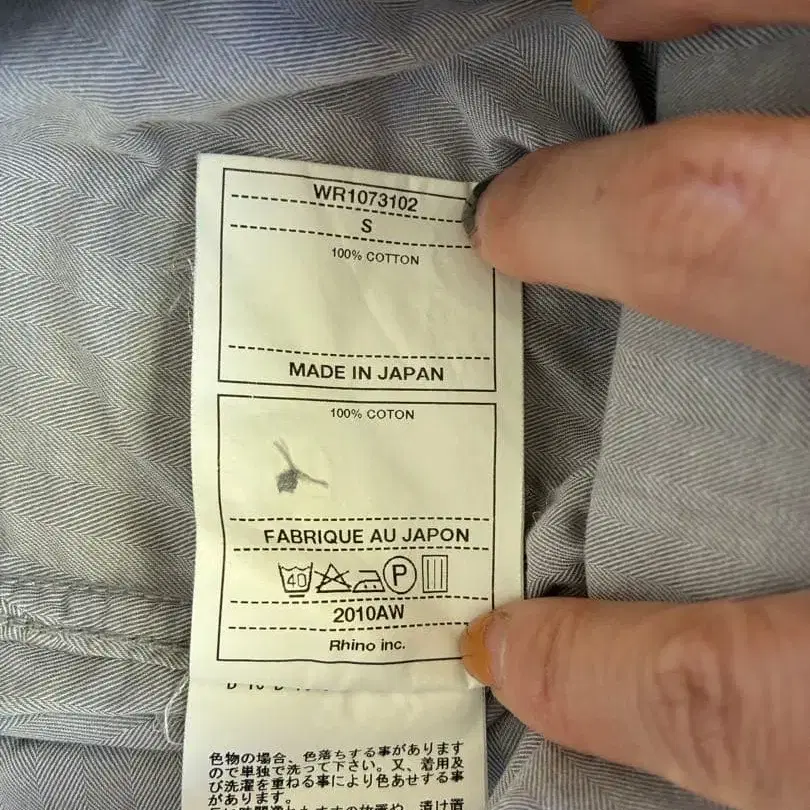 WR1073102
S
100% COTTON
MADE IN JAPAN
100% COTON
FABRIQUE AU JAPON
40 P
2010AW
Rhino inc.
色物の場合、色落ちする事があります
ので単独で洗って下さい。又、着用及
び洗濯を重ねる事により色あせする事
があります。